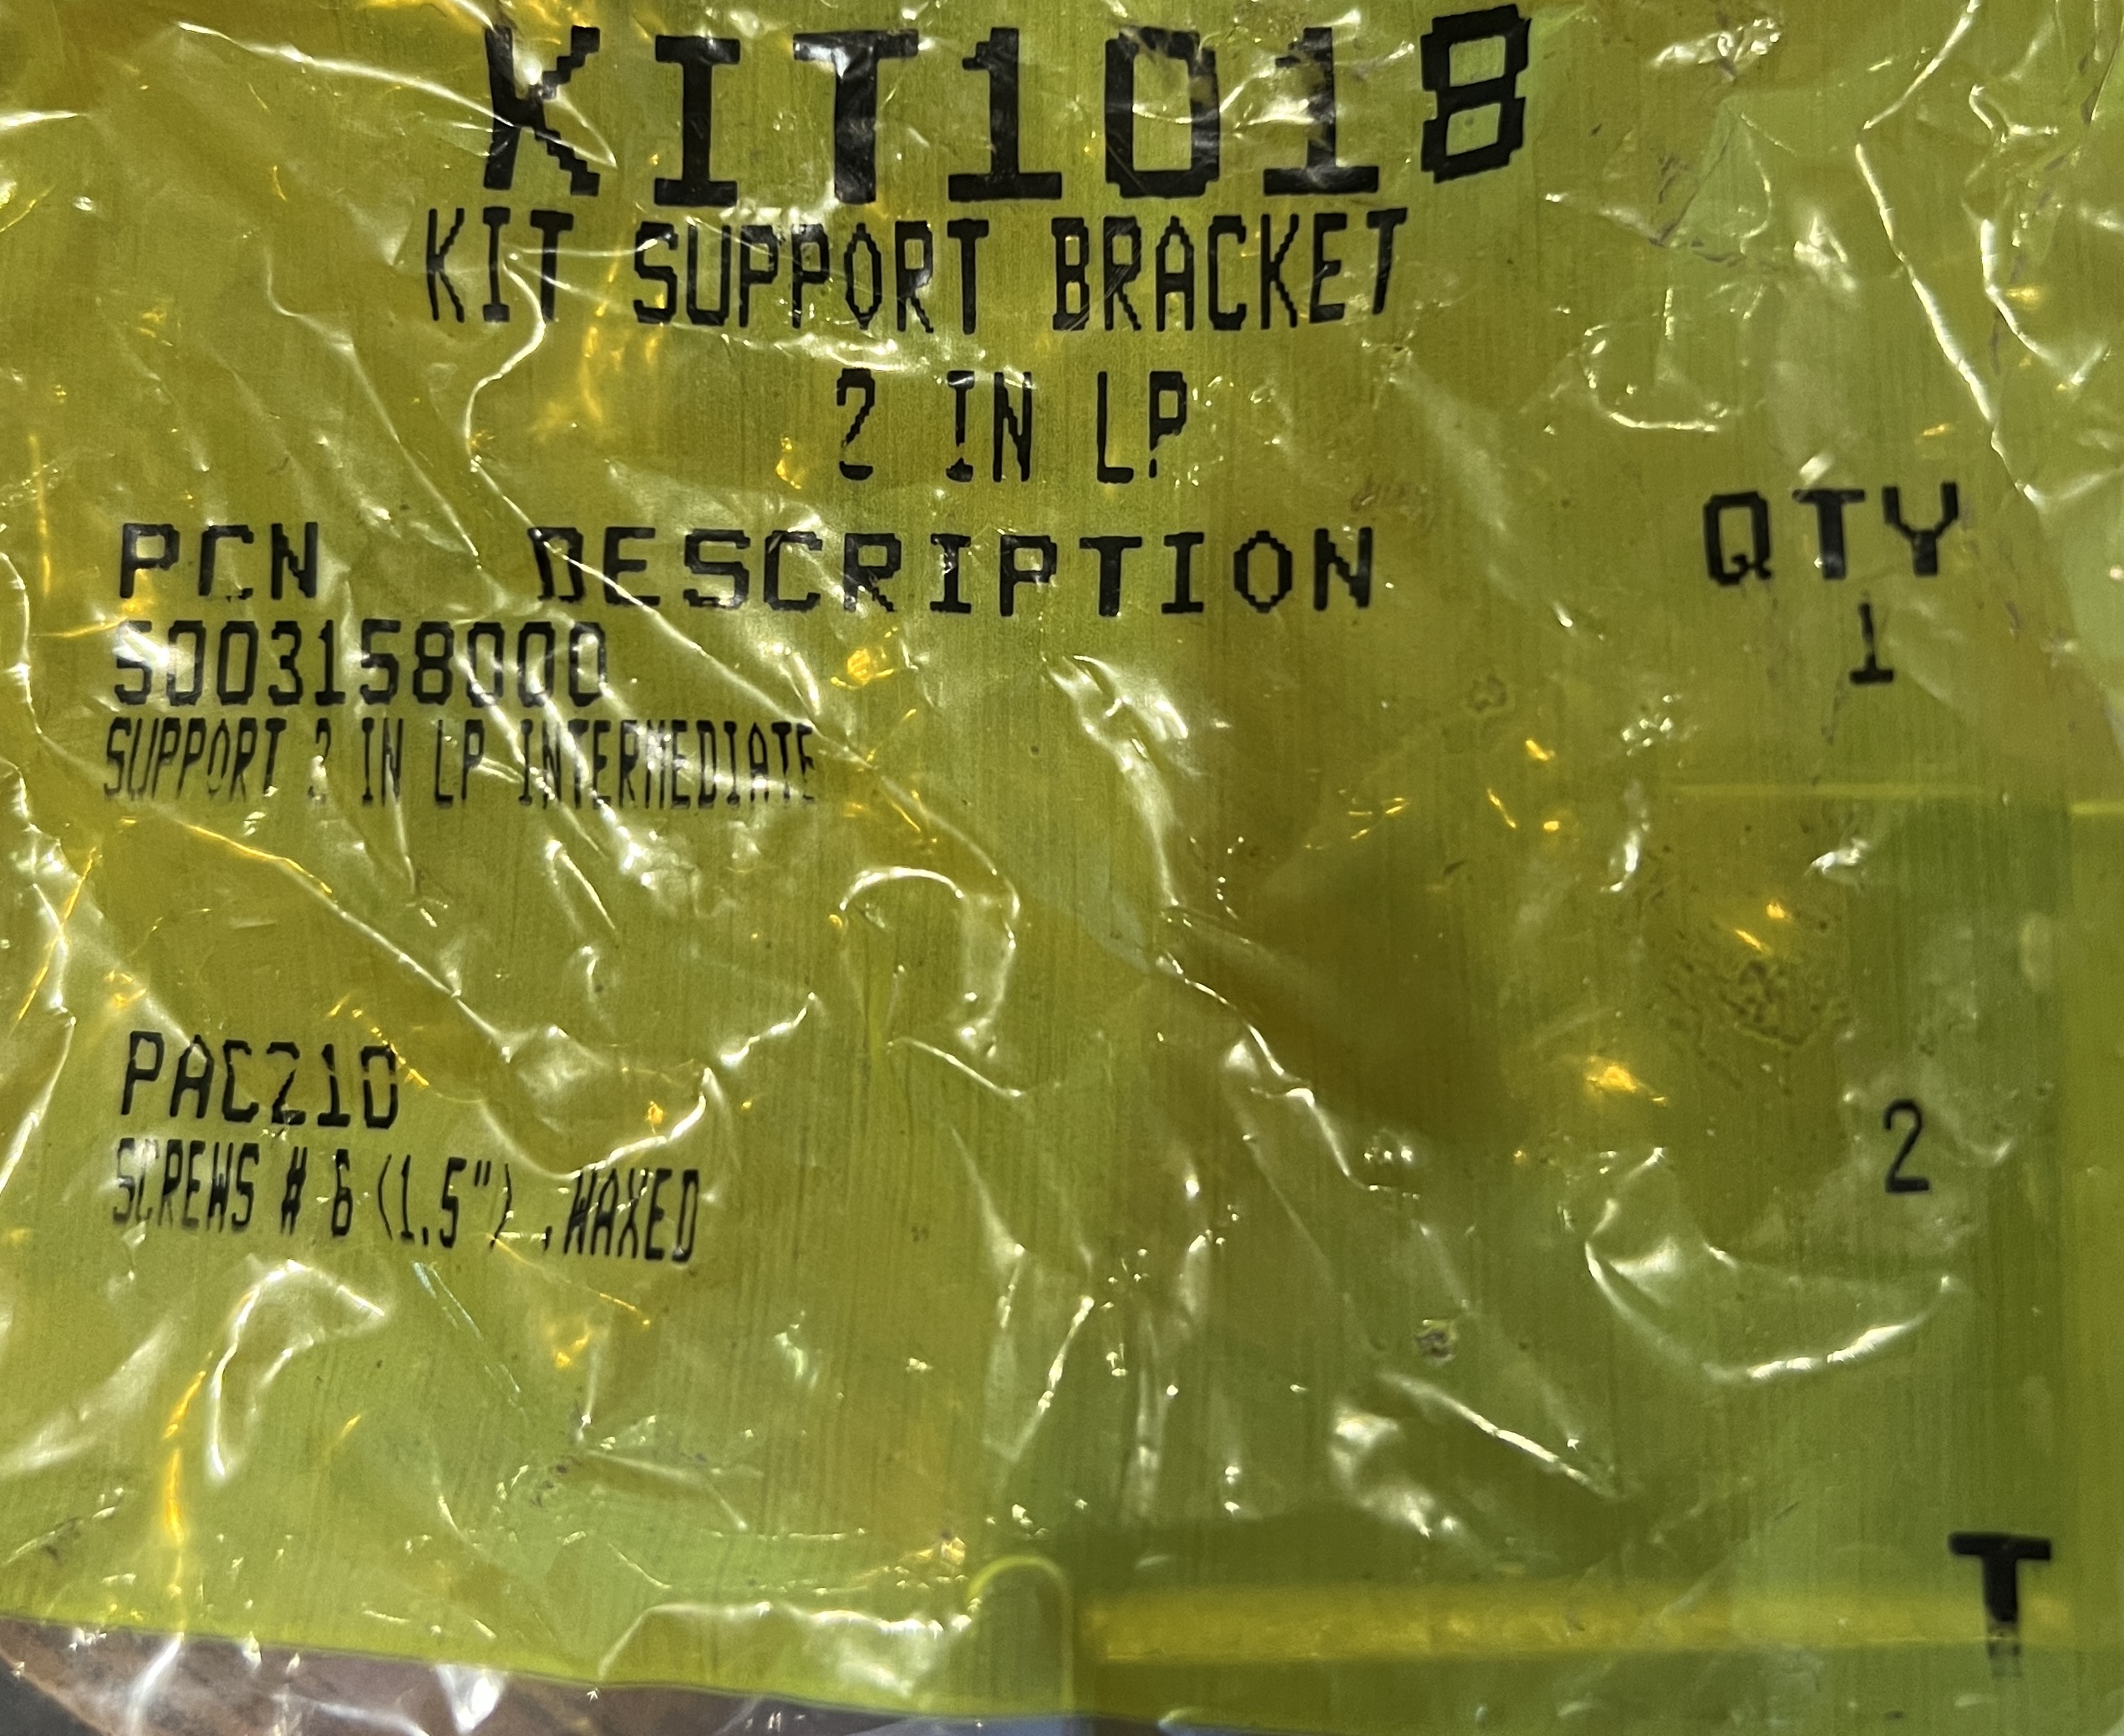 KIT1018
KIT SUPPORT BRACKET
2 IN LP
PCN DESCRIPTION QTY
S003158000 1
SUPPORT 2 IN LP INTERMEDIATE
PAC210 2
SCREWS # 6 (1.5") ,WAXED
T